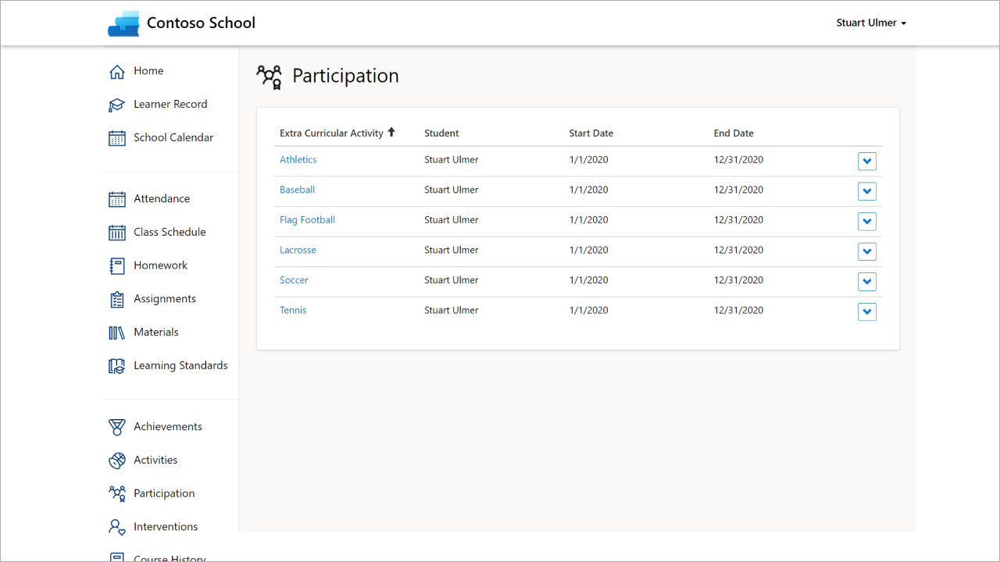 Contoso School
Stuart Ulmer
Home
Learner Record
School Calendar
Attendance
Class Schedule
Homework
Assignments
Materials
Learning Standards
Achievements
Activities
Participation
Interventions
Course History
Participation
Extra Curricular Activity Student Start Date End Date
Athletics Stuart Ulmer 1/1/2020 12/31/2020
Baseball Stuart Ulmer 1/1/2020 12/31/2020
Flag Football Stuart Ulmer 1/1/2020 12/31/2020
Lacrosse Stuart Ulmer 1/1/2020 12/31/2020
Soccer Stuart Ulmer 1/1/2020 12/31/2020
Tennis Stuart Ulmer 1/1/2020 12/31/2020